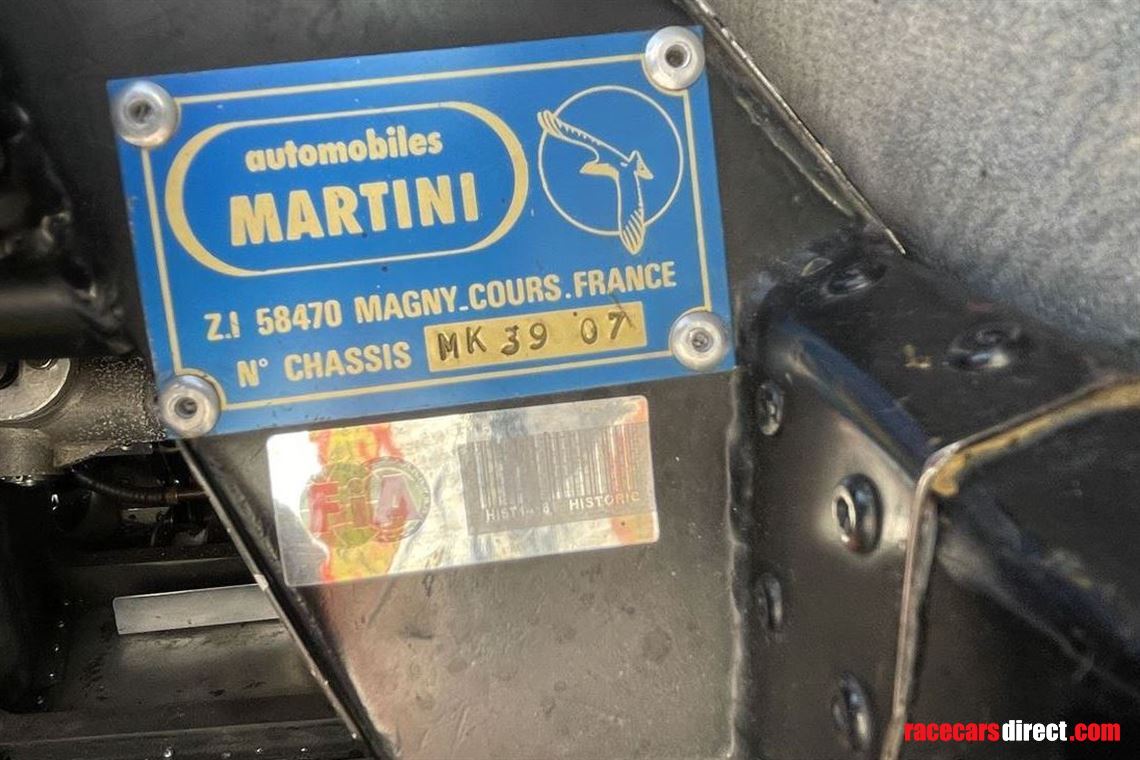 automobiles
MARTINI
Z.I 58470 MAGNY_COURS.FRANCE
N° CHASSIS MK 39 07
FiA
HISTORIC
racecarsdirect.com